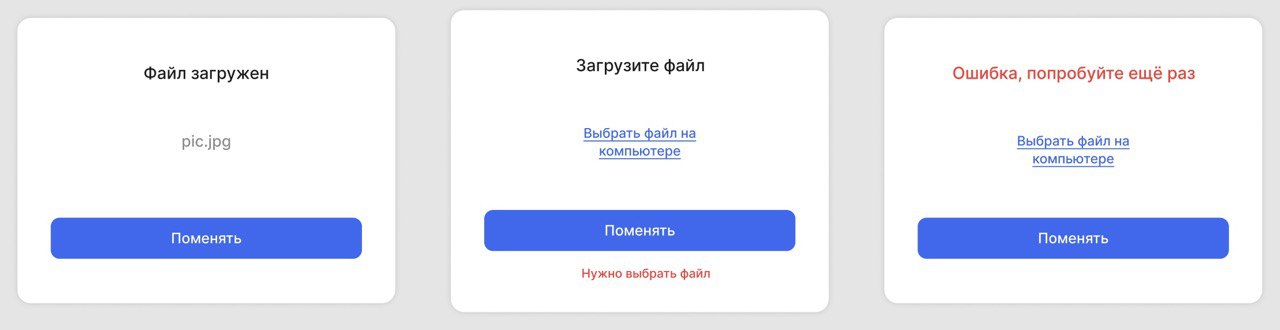 Файл загружен
pic.jpg
Поменять
Загрузите файл
Выбрать файл на
компьютере
Поменять
Нужно выбрать файл
Ошибка, попробуйте ещё раз
Выбрать файл на
компьютере
Поменять